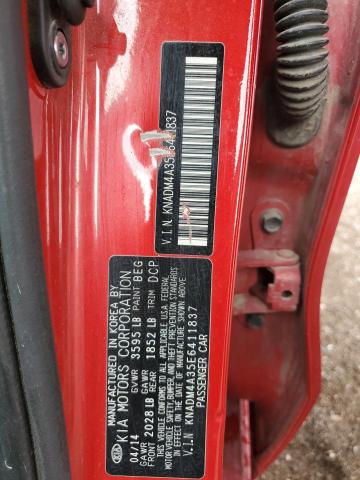 V.I.N KNADM4A35E6411837
MANUFACTURED IN KOREA BY
KIA MOTORS CORPORATION
04/14 GVWR 3595 LB PAINT BEG
GAWR FRONT 2028 LB GAWR REAR 1852 LB TRIM DCP
THIS VEHICLE CONFORMS TO ALL APPLICABLE U.S.A FEDERAL
MOTOR VEHICLE SAFETY, BUMPER, AND THEFT PREVENTION STANDARDS
IN EFFECT ON THE DATE OF MANUFACTURE SHOWN ABOVE
V.I.N KNADM4A35E6411837
PASSENGER CAR
KIA